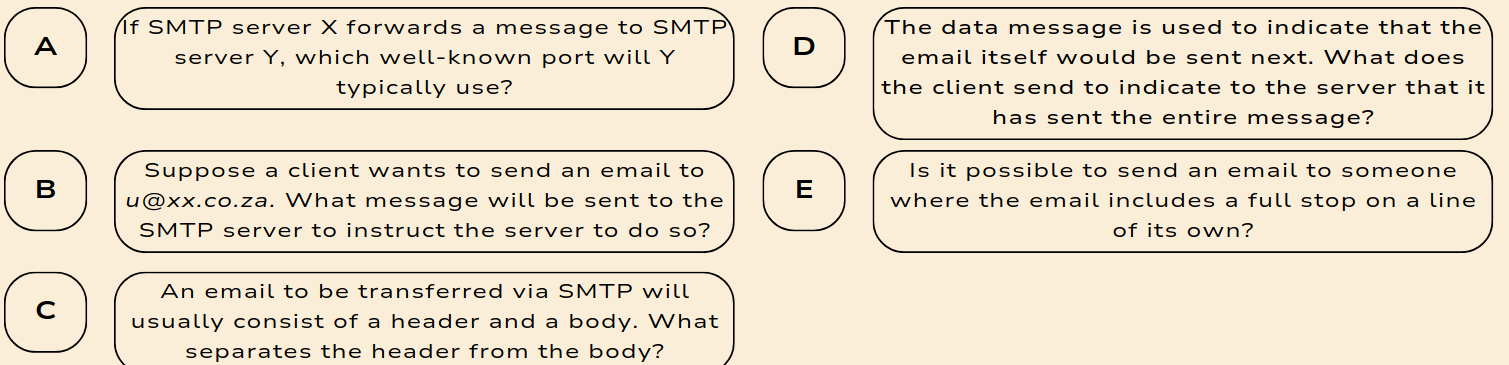 A
If SMTP server X forwards a message to SMTP
server Y, which well-known port will Y
typically use?
B
Suppose a client wants to send an email to
u@xx.co.za. What message will be sent to the
SMTP server to instruct the server to do so?
C
An email to be transferred via SMTP will
usually consist of a header and a body. What
separates the header from the body?
D
The data message is used to indicate that the
email itself would be sent next. What does
the client send to indicate to the server that it
has sent the entire message?
E
Is it possible to send an email to someone
where the email includes a full stop on a line
of its own?